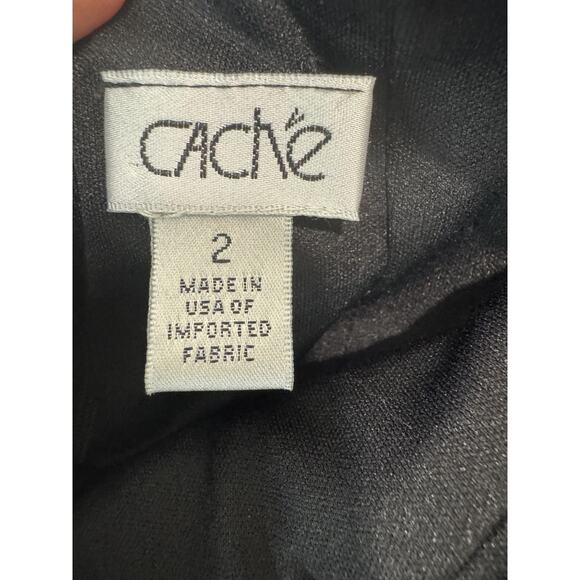 CAChé
2
MADE IN
USA OF
IMPORTED
FABRIC